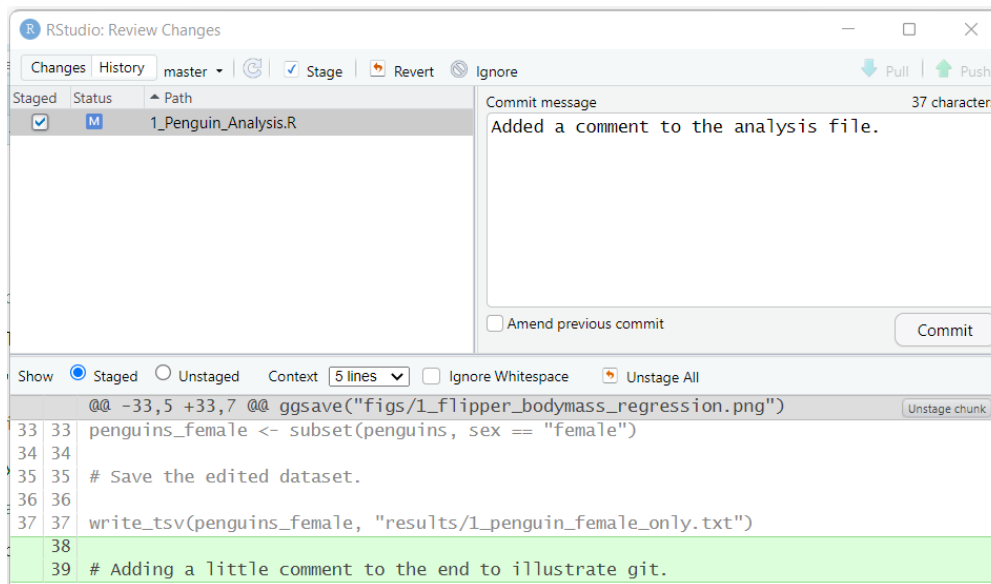 RStudio: Review Changes
Changes History master Stage Revert Ignore Pull Push
Staged Status Path
M 1_Penguin_Analysis.R
Commit message 37 character
Added a comment to the analysis file.
Amend previous commit
Commit
Show Staged Unstaged Context 5 lines Ignore Whitespace Unstage All
@@ -33,5 +33,7 @@ ggsave("figs/1_flipper_bodymass_regression.png") Unstage chunk
33 33 penguins_female <- subset(penguins, sex == "female")
34 34
35 35 # Save the edited dataset.
36 36
37 37 write_tsv(penguins_female, "results/1_penguin_female_only.txt")
38
39 # Adding a little comment to the end to illustrate git.